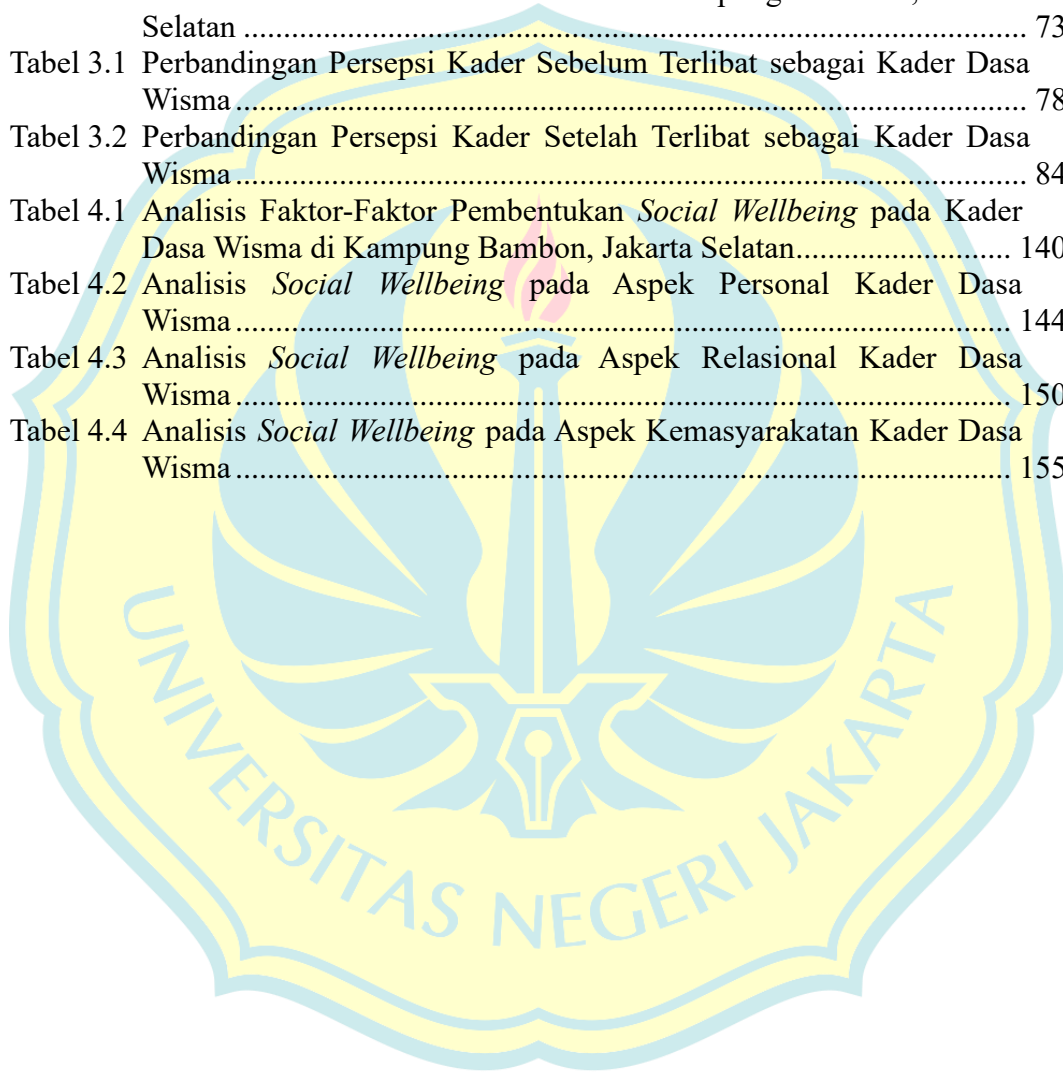 Selatan ................................................................................................ 73
Tabel 3.1 Perbandingan Persepsi Kader Sebelum Terlibat sebagai Kader Dasa
Wisma ................................................................................................. 78
Tabel 3.2 Perbandingan Persepsi Kader Setelah Terlibat sebagai Kader Dasa
Wisma ................................................................................................. 84
Tabel 4.1 Analisis Faktor-Faktor Pembentukan Social Wellbeing pada Kader
Dasa Wisma di Kampung Bambon, Jakarta Selatan........................... 140
Tabel 4.2 Analisis Social Wellbeing pada Aspek Personal Kader Dasa
Wisma ................................................................................................. 144
Tabel 4.3 Analisis Social Wellbeing pada Aspek Relasional Kader Dasa
Wisma ................................................................................................. 150
Tabel 4.4 Analisis Social Wellbeing pada Aspek Kemasyarakatan Kader Dasa
Wisma ................................................................................................. 155
UNIVERSITAS NEGERI JAKARTA